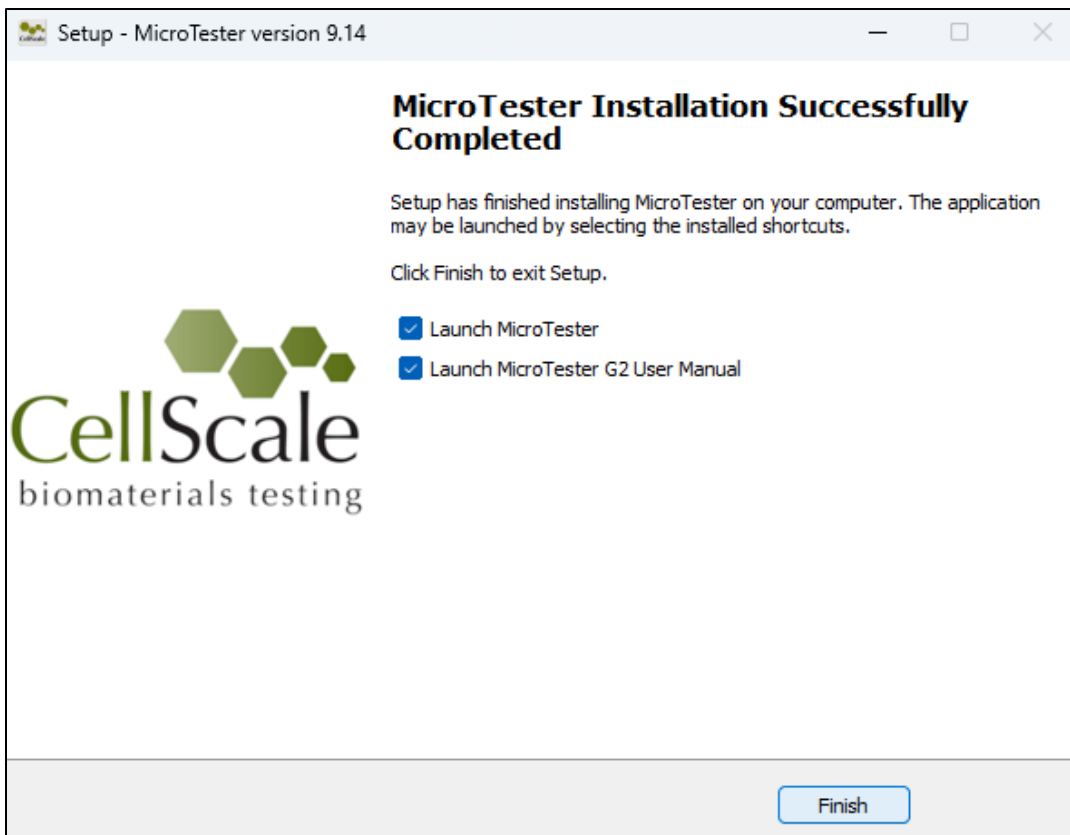 Setup - MicroTester version 9.14
MicroTester Installation Successfully
Completed
Setup has finished installing MicroTester on your computer. The application
may be launched by selecting the installed shortcuts.
Click Finish to exit Setup.
Launch MicroTester
Launch MicroTester G2 User Manual
CellScale
biomaterials testing
Finish